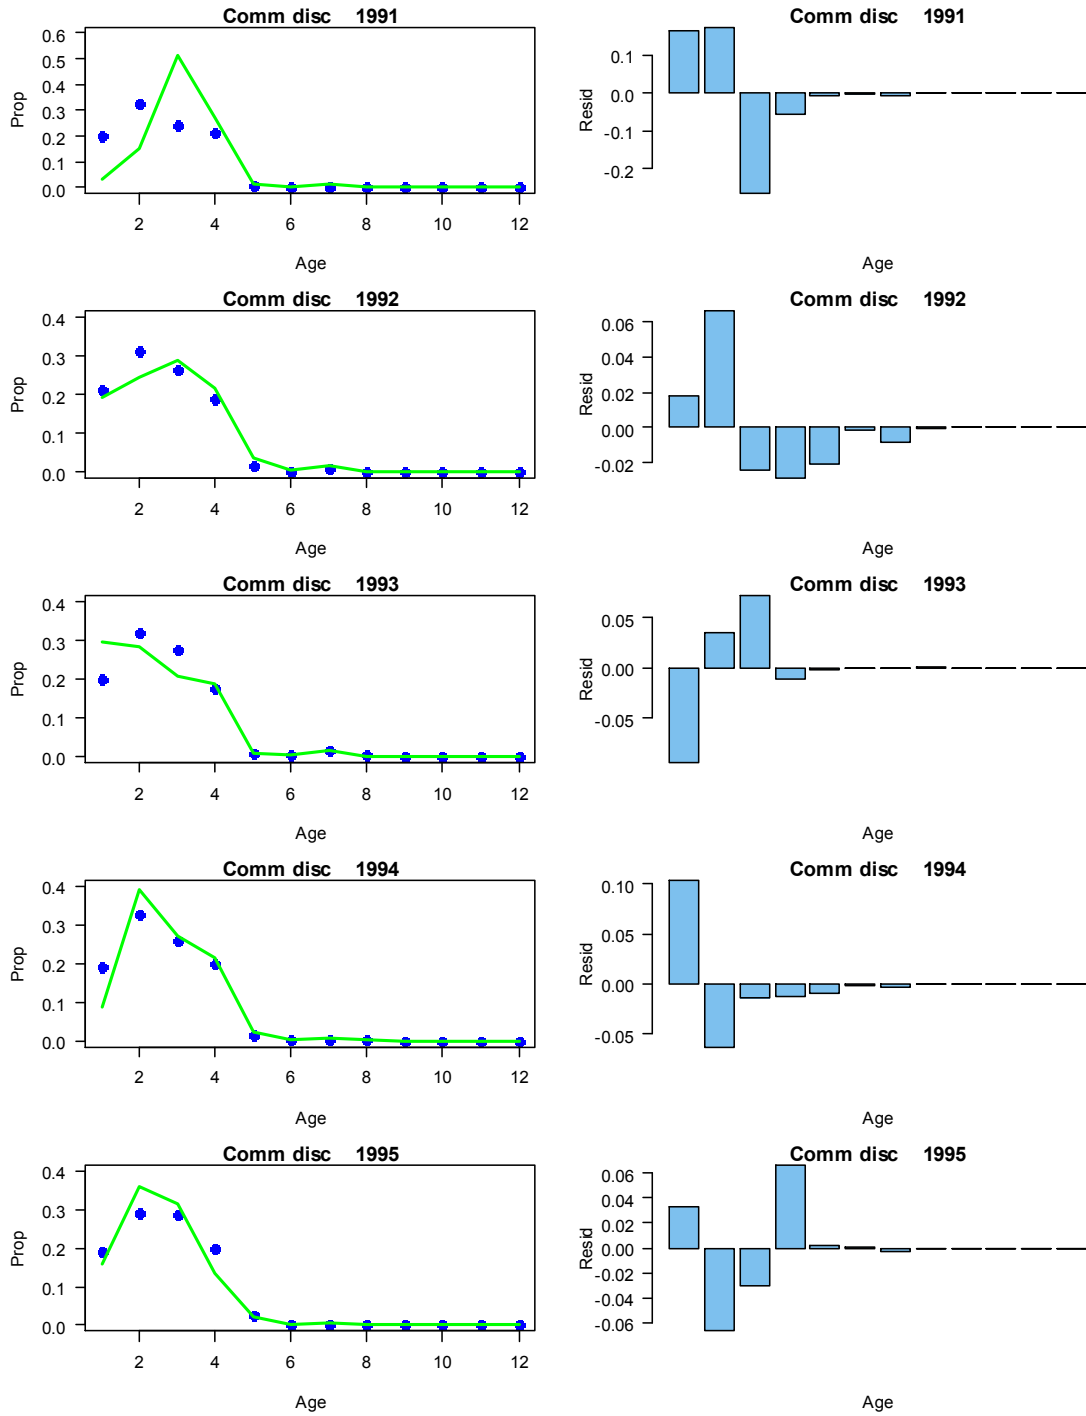 Comm disc 1991
Prop
0.6
0.5
0.4
0.3
0.2
0.1
0.0
2 4 6 8 10 12
Age
Comm disc 1991
Resid
0.1
0.0
-0.1
-0.2
Age
Comm disc 1992
Prop
0.4
0.3
0.2
0.1
0.0
2 4 6 8 10 12
Age
Comm disc 1992
Resid
0.06
0.04
0.02
0.00
-0.02
Age
Comm disc 1993
Prop
0.4
0.3
0.2
0.1
0.0
2 4 6 8 10 12
Age
Comm disc 1993
Resid
0.05
0.00
-0.05
Age
Comm disc 1994
Prop
0.4
0.3
0.2
0.1
0.0
2 4 6 8 10 12
Age
Comm disc 1994
Resid
0.10
0.05
0.00
-0.05
Age
Comm disc 1995
Prop
0.4
0.3
0.2
0.1
0.0
2 4 6 8 10 12
Age
Comm disc 1995
Resid
0.06
0.04
0.02
0.00
-0.02
-0.04
-0.06
Age